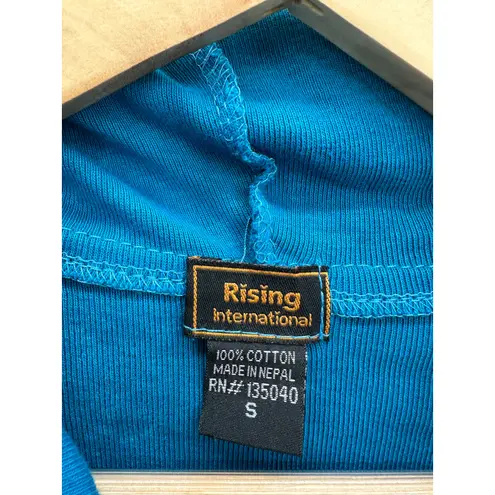 Rising
International
100% COTTON
MADE IN NEPAL
RN# 135040
S